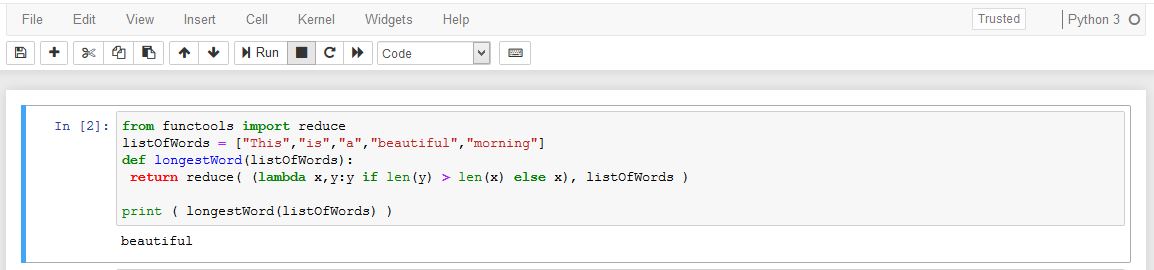 File Edit View Insert Cell Kernel Widgets Help Trusted Python 3
Run Code
In [2]: from functools import reduce
listOfWords = ["This","is","a","beautiful","morning"]
def longestWord(listOfWords):
 return reduce( (lambda x,y:y if len(y) > len(x) else x), listOfWords )
print ( longestWord(listOfWords) )
beautiful